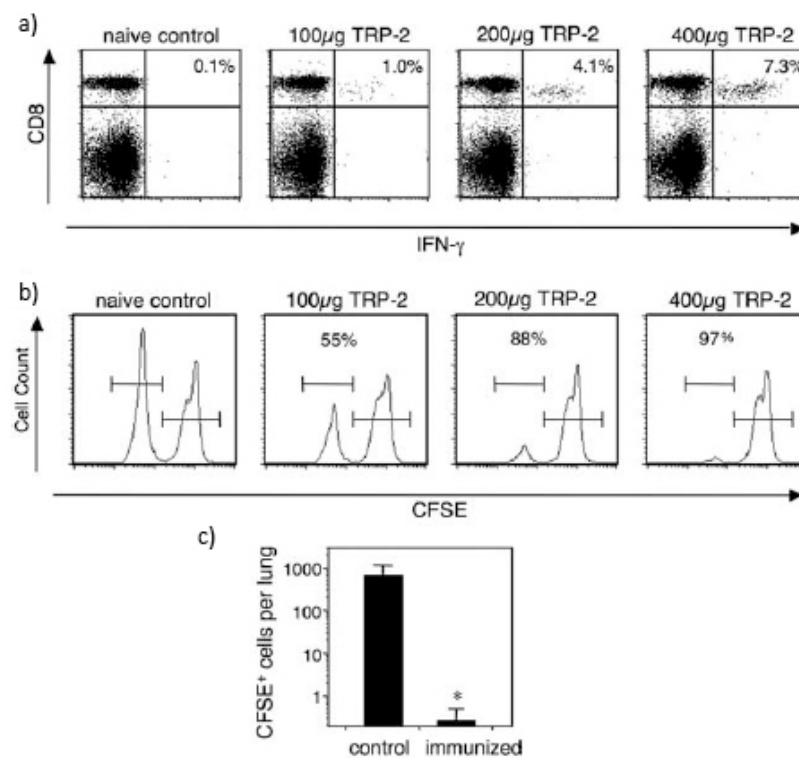 a)
naive control 100µg TRP-2 200µg TRP-2 400µg TRP-2
0.1% 1.0% 4.1% 7.3%
CD8
IFN-γ
b)
naive control 100µg TRP-2 200µg TRP-2 400µg TRP-2
55% 88% 97%
Cell Count
CFSE
c)
CFSE+ cells per lung
1000
100
10
1
*
control immunized